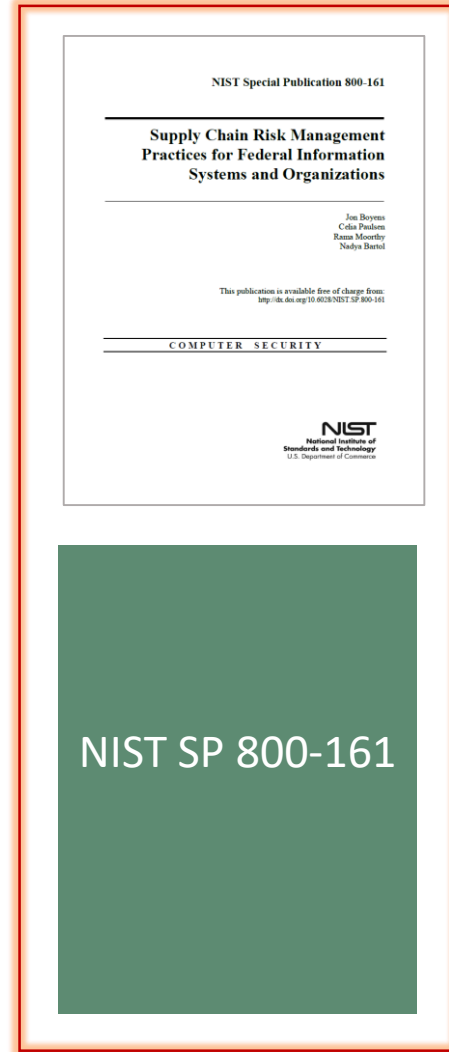 NIST Special Publication 800-161
Supply Chain Risk Management
Practices for Federal Information
Systems and Organizations
Jon Boyens
Celia Paulsen
Rama Moorthy
Nadya Bartol
This publication is available free of charge from:
http://dx.doi.org/10.6028/NIST.SP.800-161
COMPUTER SECURITY
NIST
National Institute of
Standards and Technology
U.S. Department of Commerce
NIST SP 800-161